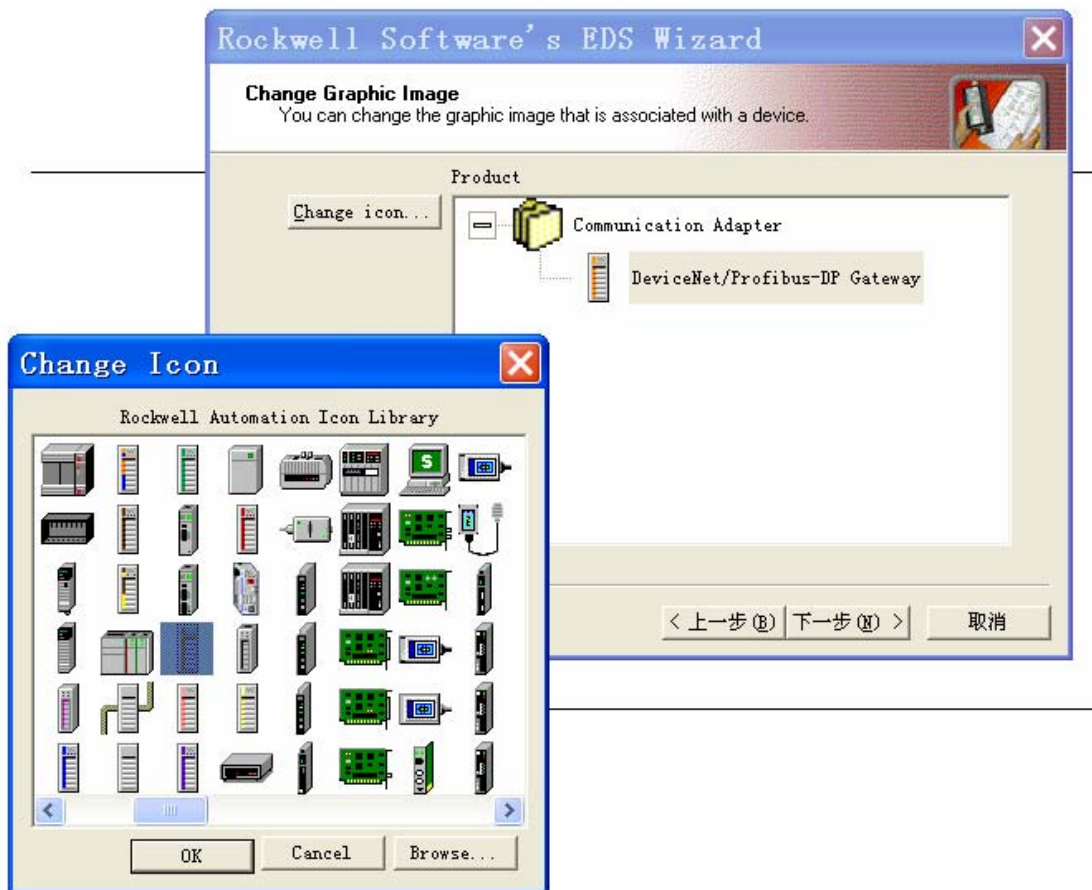 Rockwell Software's EDS Wizard
Change Graphic Image
You can change the graphic image that is associated with a device.
Product
Change icon...
Communication Adapter
DeviceNet/Profibus-DP Gateway
Change Icon
Rockwell Automation Icon Library
S
< 上一步(B) 下一步(N) > 取消
OK Cancel Browse...